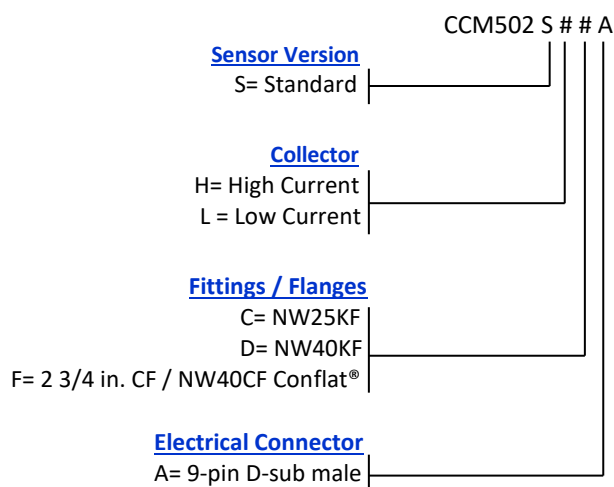 CCM502 S # # A
Sensor Version
S= Standard
Collector
H= High Current
L = Low Current
Fittings / Flanges
C= NW25KF
D= NW40KF
F= 2 3/4 in. CF / NW40CF Conflat®
Electrical Connector
A= 9-pin D-sub male